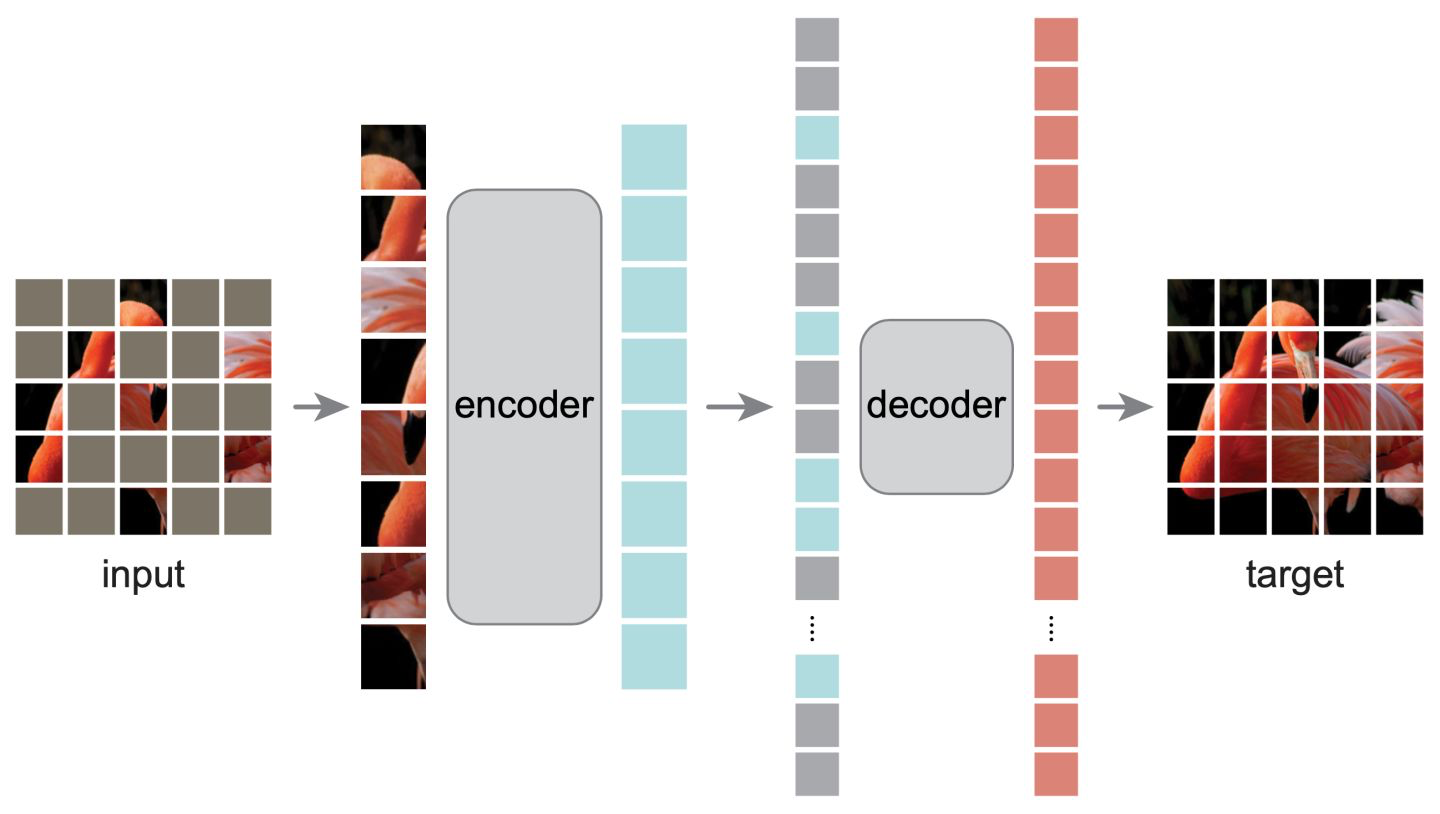 input
encoder
decoder
target